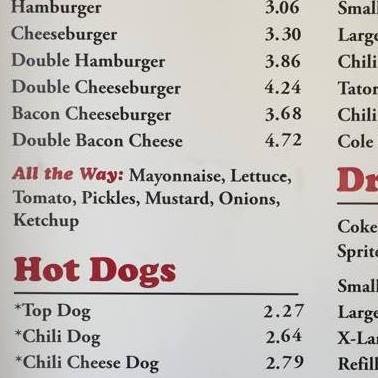 Hamburger 3.06
Cheeseburger 3.30
Double Hamburger 3.86
Double Cheeseburger 4.24
Bacon Cheeseburger 3.68
Double Bacon Cheese 4.72
All the Way: Mayonnaise, Lettuce,
Tomato, Pickles, Mustard, Onions,
Ketchup
Hot Dogs
*Top Dog 2.27
*Chili Dog 2.64
*Chili Cheese Dog 2.79
Small
Large
Chili
Tator
Chili
Cole
Dr
Coke
Sprite
Small
Large
X-Lar
Refill